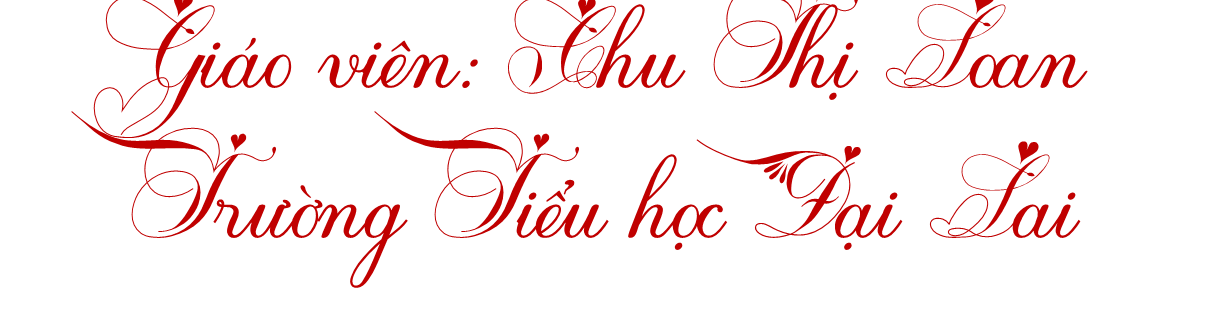 Giáo viên: Chu Thị Loan
Trường Tiểu học Đại Lai